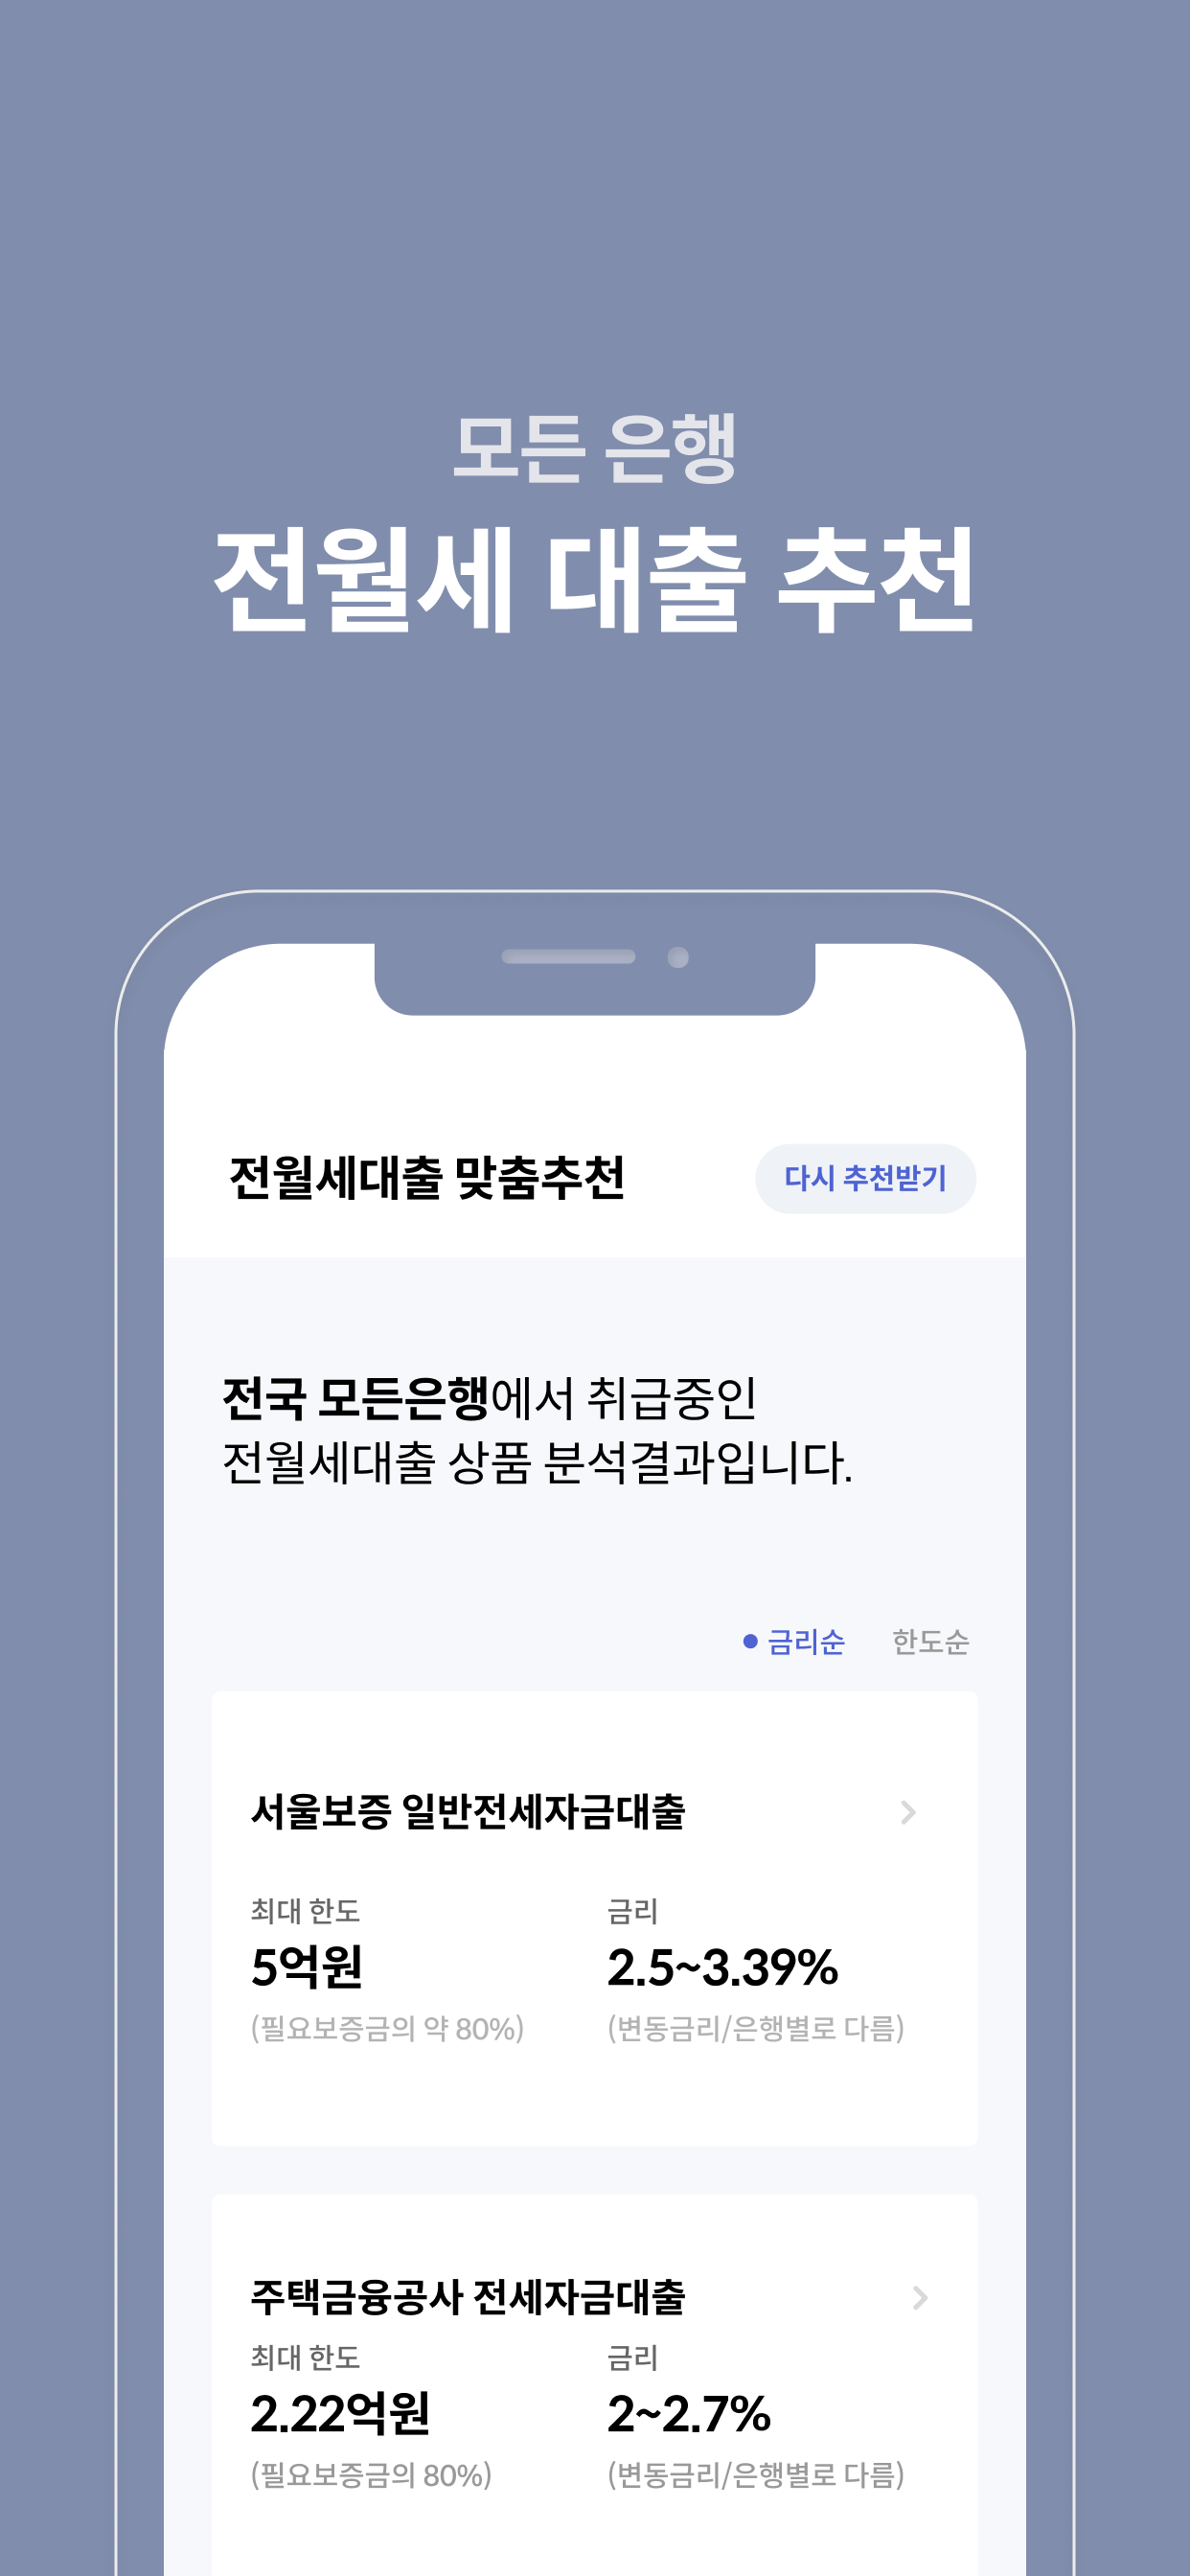 모든 은행
전월세 대출 추천
전월세대출 맞춤추천
다시 추천받기
전국 모든은행에서 취급중인
전월세대출 상품 분석결과입니다.
금리순 한도순
서울보증 일반전세자금대출
최대 한도 금리
5억원 2.5~3.39%
(필요보증금의 약 80%) (변동금리/은행별로 다름)
주택금융공사 전세자금대출
최대 한도 금리
2.22억원 2~2.7%
(필요보증금의 80%) (변동금리/은행별로 다름)